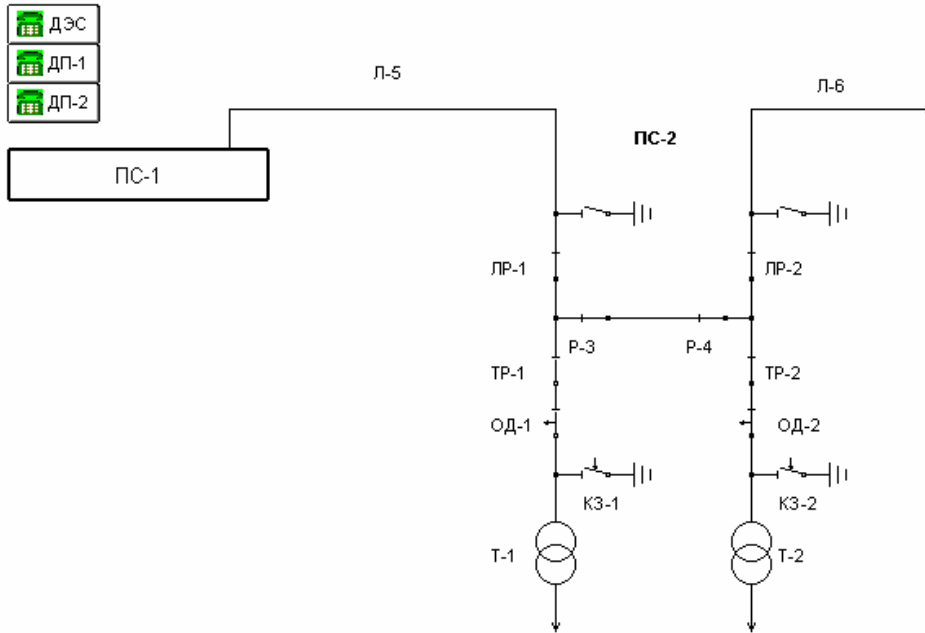 ДЭС
ДП-1
ДП-2
Л-5
Л-6
ПС-2
ПС-1
ЛР-1
ЛР-2
Р-3
Р-4
ТР-1
ТР-2
ОД-1
ОД-2
КЗ-1
КЗ-2
Т-1
Т-2